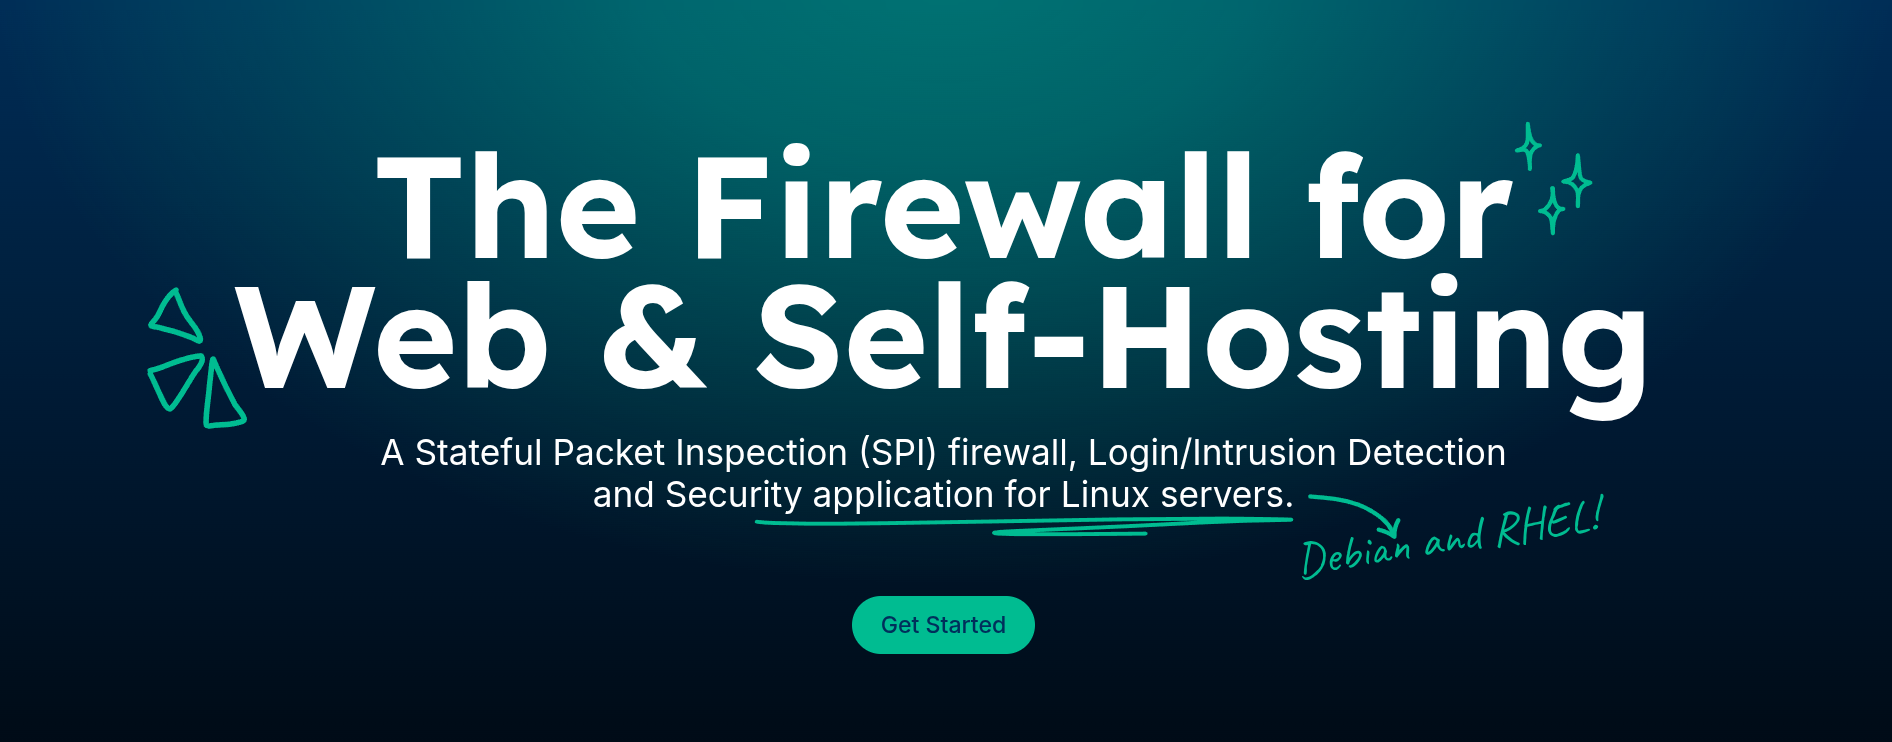 The Firewall for
Web & Self-Hosting
A Stateful Packet Inspection (SPI) firewall, Login/Intrusion Detection
and Security application for Linux servers.
Debian and RHEL!
Get Started